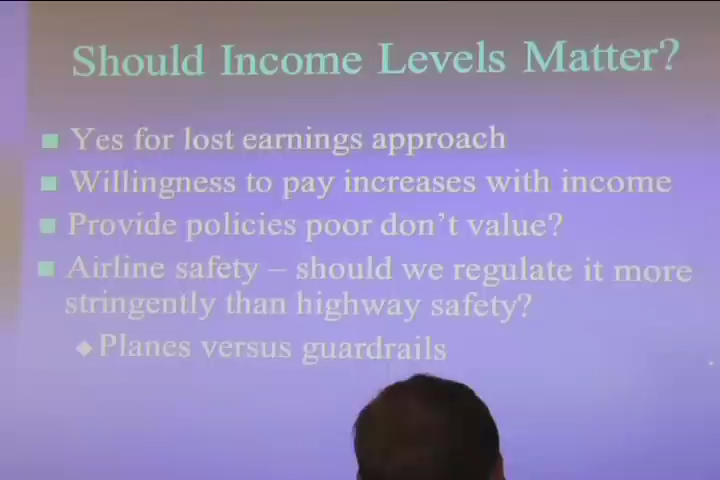 Should Income Levels Matter?
Yes for lost earnings approach
Willingness to pay increases with income
Provide policies poor don't value?
Airline safety – should we regulate it more
stringently than highway safety?
Planes versus guardrails